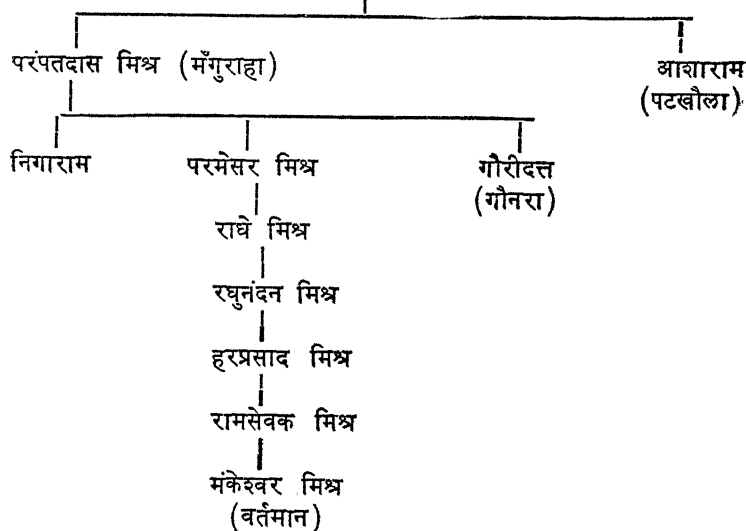 परंपतदास मिश्र (मँगुराहा) आशाराम
(पटखौला)
निगाराम परमेसर मिश्र गौरीदत्त
(गौनरा)
राघे मिश्र
रघुनंदन मिश्र
हरप्रसाद मिश्र
रामसेवक मिश्र
मंकेश्वर मिश्र
(वर्तमान)